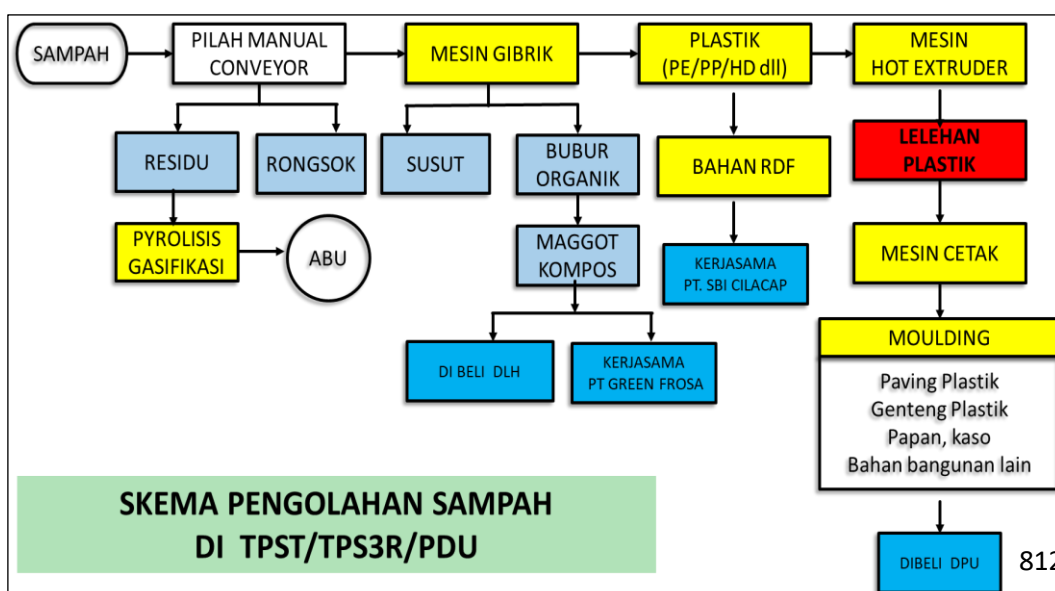 SAMPAH
PILAH MANUAL
CONVEYOR
MESIN GIBRIK
PLASTIK
(PE/PP/HD dll)
MESIN
HOT EXTRUDER
RESIDU
RONGSOK
SUSUT
BUBUR
ORGANIK
BAHAN RDF
LELEHAN
PLASTIK
PYROLISIS
GASIFIKASI
ABU
MAGGOT
KOMPOS
KERJASAMA
PT. SBI CILACAP
MESIN CETAK
DI BELI DLH
KERJASAMA
PT GREEN FROSA
MOULDING
Paving Plastik
Genteng Plastik
Papan, kaso
Bahan bangunan lain
SKEMA PENGOLAHAN SAMPAH
DI TPST/TPS3R/PDU
DIBELI DPU
812